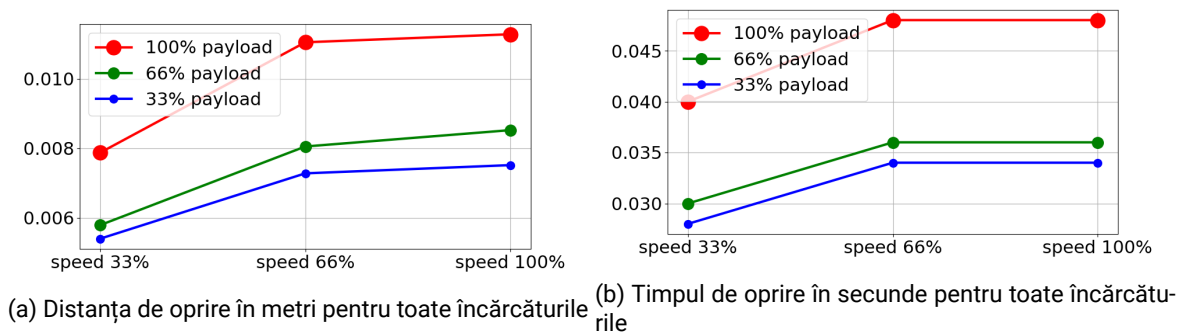 100% payload
66% payload
33% payload
0.010
0.008
0.006
speed 33% speed 66% speed 100%
(a) Distanța de oprire în metri pentru toate încărcăturile
100% payload
66% payload
33% payload
0.045
0.040
0.035
0.030
speed 33% speed 66% speed 100%
(b) Timpul de oprire în secunde pentru toate încărcătu-
rile